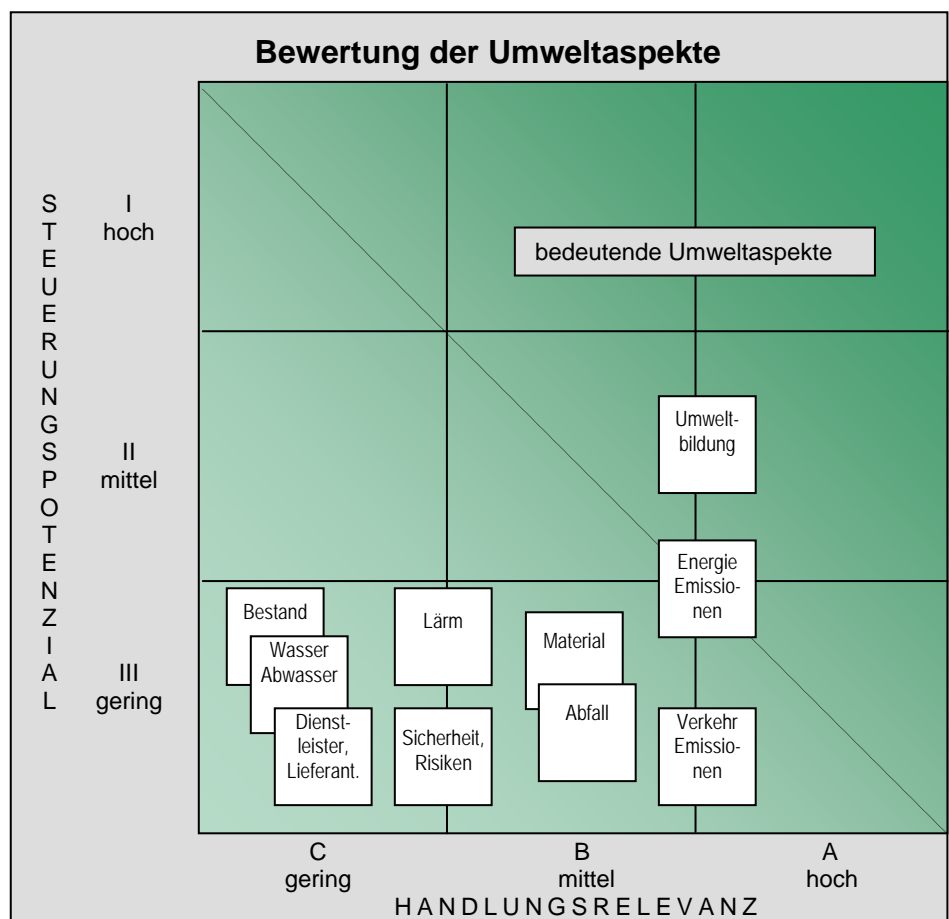 Bewertung der Umweltaspekte
STEUERUNGSPOTENZIAL
I
hoch
bedeutende Umweltaspekte
II
mittel
Umwelt-
bildung
Energie
Emissio-
nen
III
gering
Bestand
Wasser
Abwasser
Dienst-
leister,
Lieferant.
Lärm
Sicherheit,
Risiken
Material
Abfall
Verkehr
Emissio-
nen
C
gering
B
mittel
A
hoch
HANDLUNGSRELEVANZ